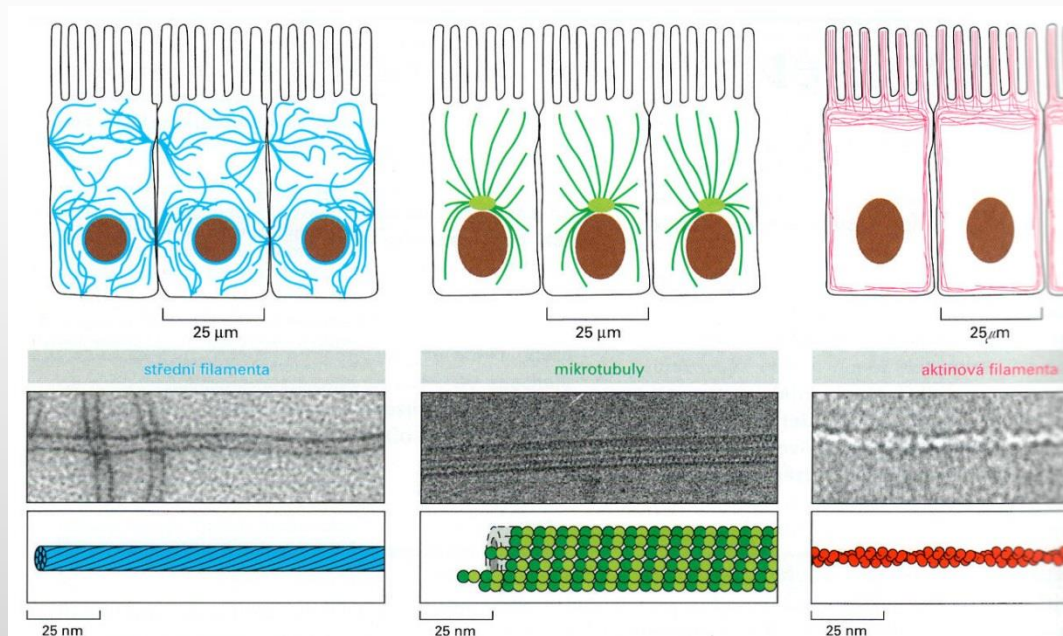 25 μm
25 μm
25 μm
střední filamenta
mikrotubuly
aktinová filamenta
25 nm
25 nm
25 nm